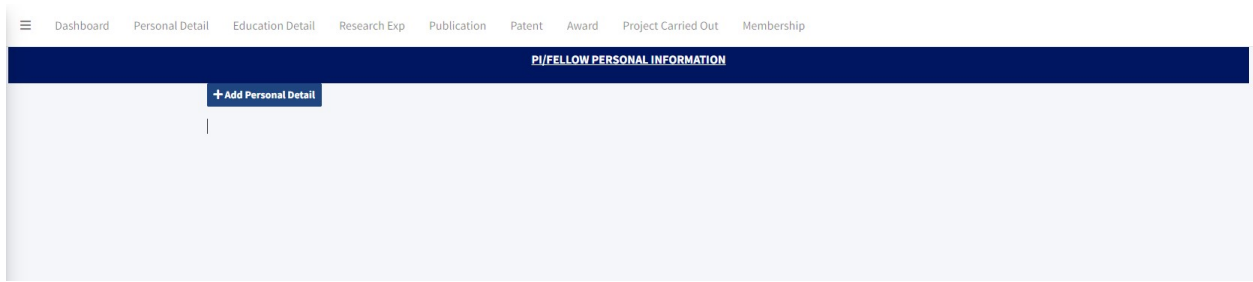 ☰ Dashboard Personal Detail Education Detail Research Exp Publication Patent Award Project Carried Out Membership
PI/FELLOW PERSONAL INFORMATION
+ Add Personal Detail